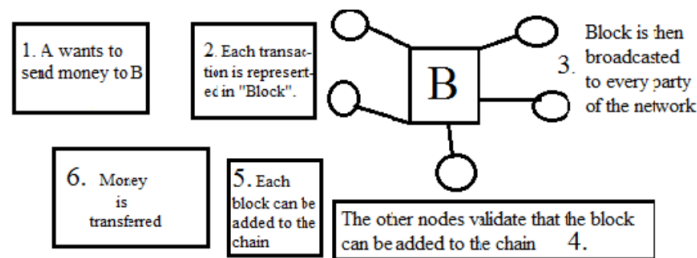 1. A wants to
send money to B
2. Each transac-
tion is represent-
ed in "Block".
B
Block is then
3. broadcasted
to every party
of the network
The other nodes validate that the block
can be added to the chain 4.
5. Each
block can be
added to the
chain
6. Money
is
transferred